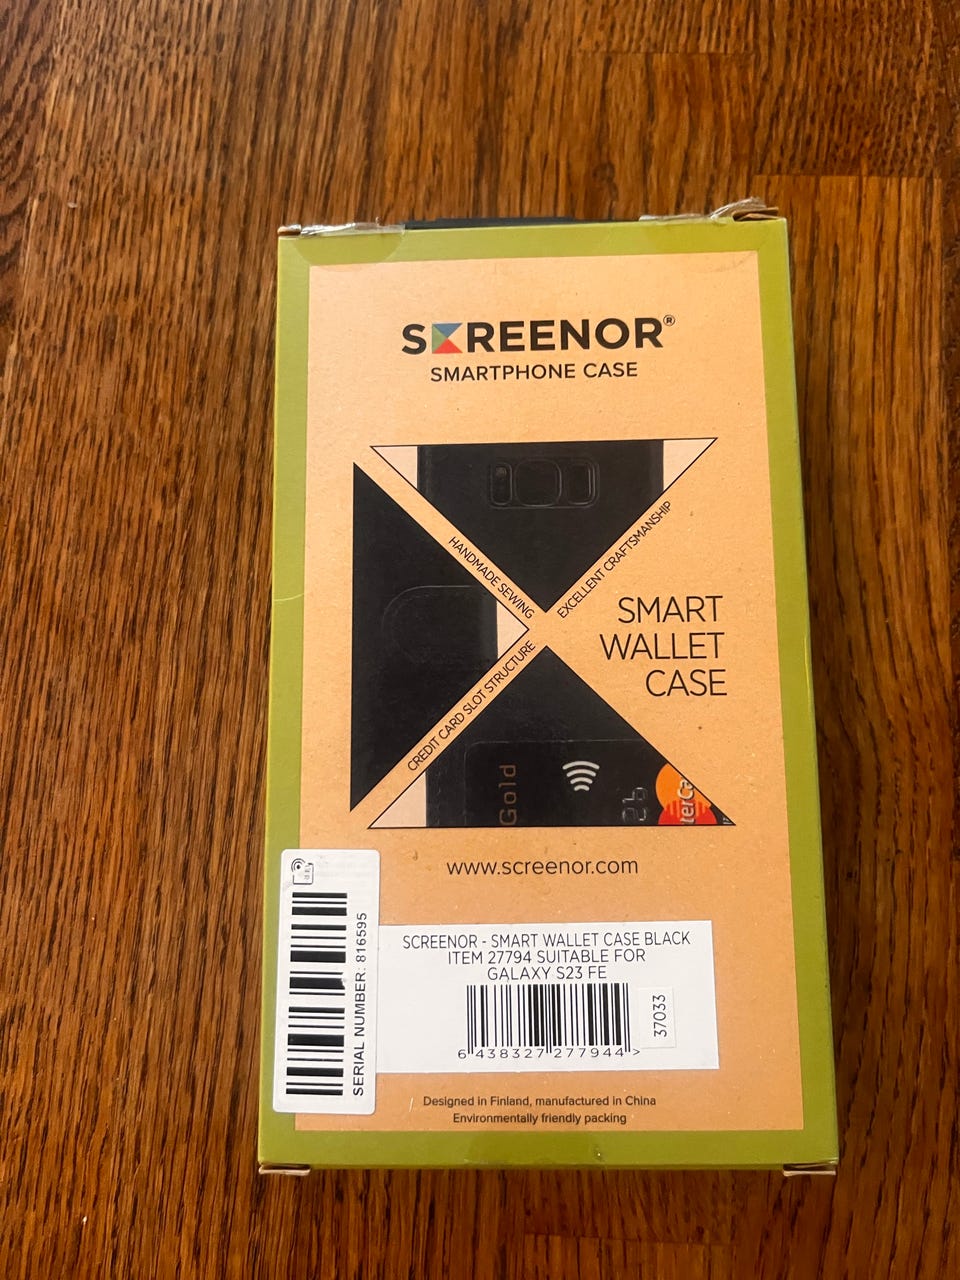 SCREENOR®
SMARTPHONE CASE
HANDMADE SEWING
EXCELLENT CRAFTSMANSHIP
CREDIT CARD SLOT STRUCTURE
SMART
WALLET
CASE
Gold
www.screenor.com
SERIAL NUMBER: 816595
SCREENOR - SMART WALLET CASE BLACK
ITEM 27794 SUITABLE FOR
GALAXY S23 FE
37033
6 438327 277944 >
Designed in Finland, manufactured in China
Environmentally friendly packing